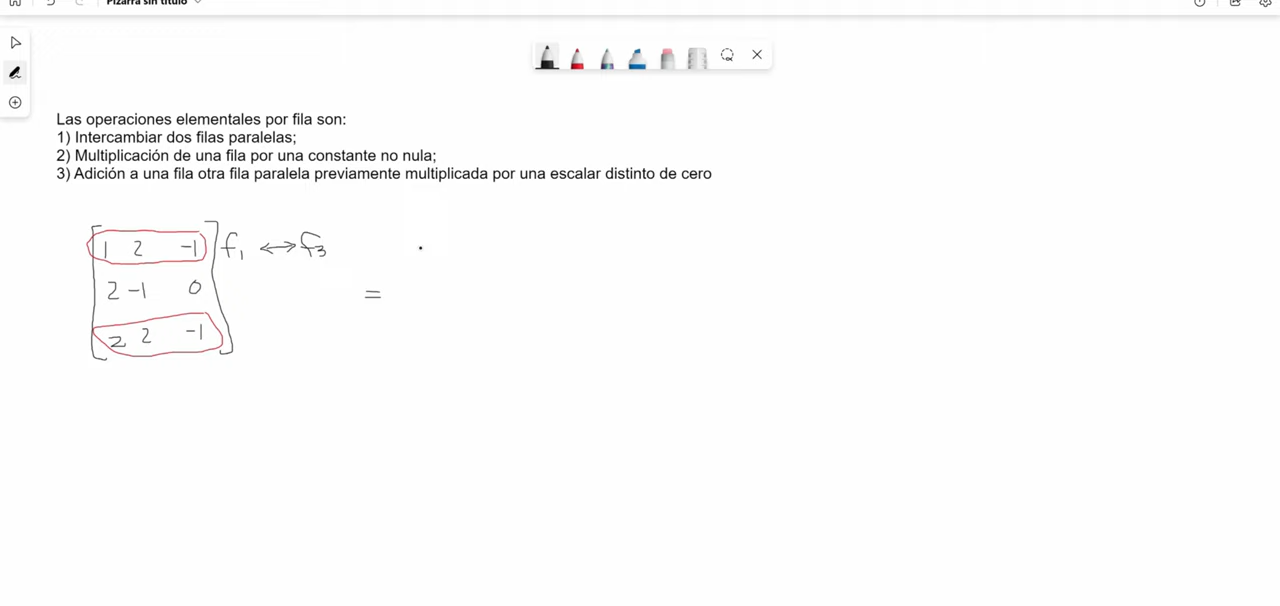 Pizarra sin título
Las operaciones elementales por fila son:
1) Intercambiar dos filas paralelas;
2) Multiplicación de una fila por una constante no nula;
3) Adición a una fila otra fila paralela previamente multiplicada por una escalar distinto de cero
1 2 -1 f₁ ↔ f₃
2 -1 0 =
2 2 -1